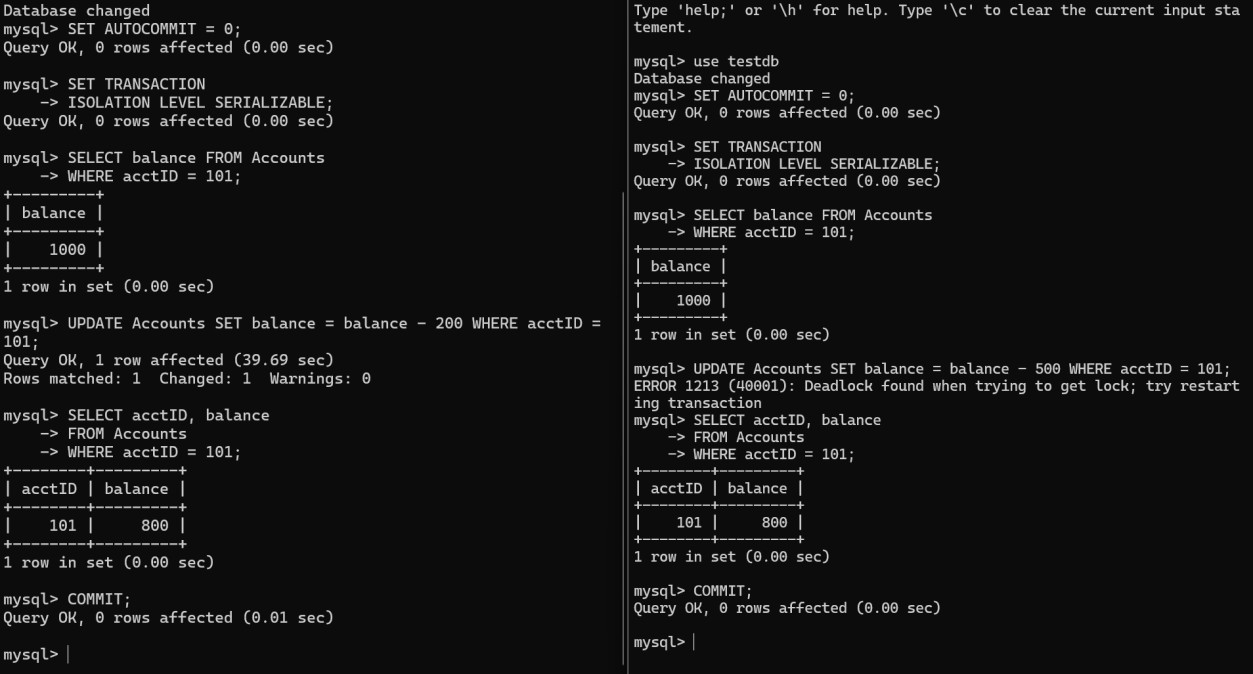 Database changed
mysql> SET AUTOCOMMIT = 0;
Query OK, 0 rows affected (0.00 sec)

mysql> SET TRANSACTION
    -> ISOLATION LEVEL SERIALIZABLE;
Query OK, 0 rows affected (0.00 sec)

mysql> SELECT balance FROM Accounts
    -> WHERE acctID = 101;
+---------+
| balance |
+---------+
|    1000 |
+---------+
1 row in set (0.00 sec)

mysql> UPDATE Accounts SET balance = balance - 200 WHERE acctID =
101;
Query OK, 1 row affected (39.69 sec)
Rows matched: 1  Changed: 1  Warnings: 0

mysql> SELECT acctID, balance
    -> FROM Accounts
    -> WHERE acctID = 101;
+--------+---------+
| acctID | balance |
+--------+---------+
|    101 |     800 |
+--------+---------+
1 row in set (0.00 sec)

mysql> COMMIT;
Query OK, 0 rows affected (0.01 sec)

mysql>
Type 'help;' or '\h' for help. Type '\c' to clear the current input sta
tement.

mysql> use testdb
Database changed
mysql> SET AUTOCOMMIT = 0;
Query OK, 0 rows affected (0.00 sec)

mysql> SET TRANSACTION
    -> ISOLATION LEVEL SERIALIZABLE;
Query OK, 0 rows affected (0.00 sec)

mysql> SELECT balance FROM Accounts
    -> WHERE acctID = 101;
+---------+
| balance |
+---------+
|    1000 |
+---------+
1 row in set (0.00 sec)

mysql> UPDATE Accounts SET balance = balance - 500 WHERE acctID = 101;
ERROR 1213 (40001): Deadlock found when trying to get lock; try restart
ing transaction
mysql> SELECT acctID, balance
    -> FROM Accounts
    -> WHERE acctID = 101;
+--------+---------+
| acctID | balance |
+--------+---------+
|    101 |     800 |
+--------+---------+
1 row in set (0.00 sec)

mysql> COMMIT;
Query OK, 0 rows affected (0.00 sec)

mysql>